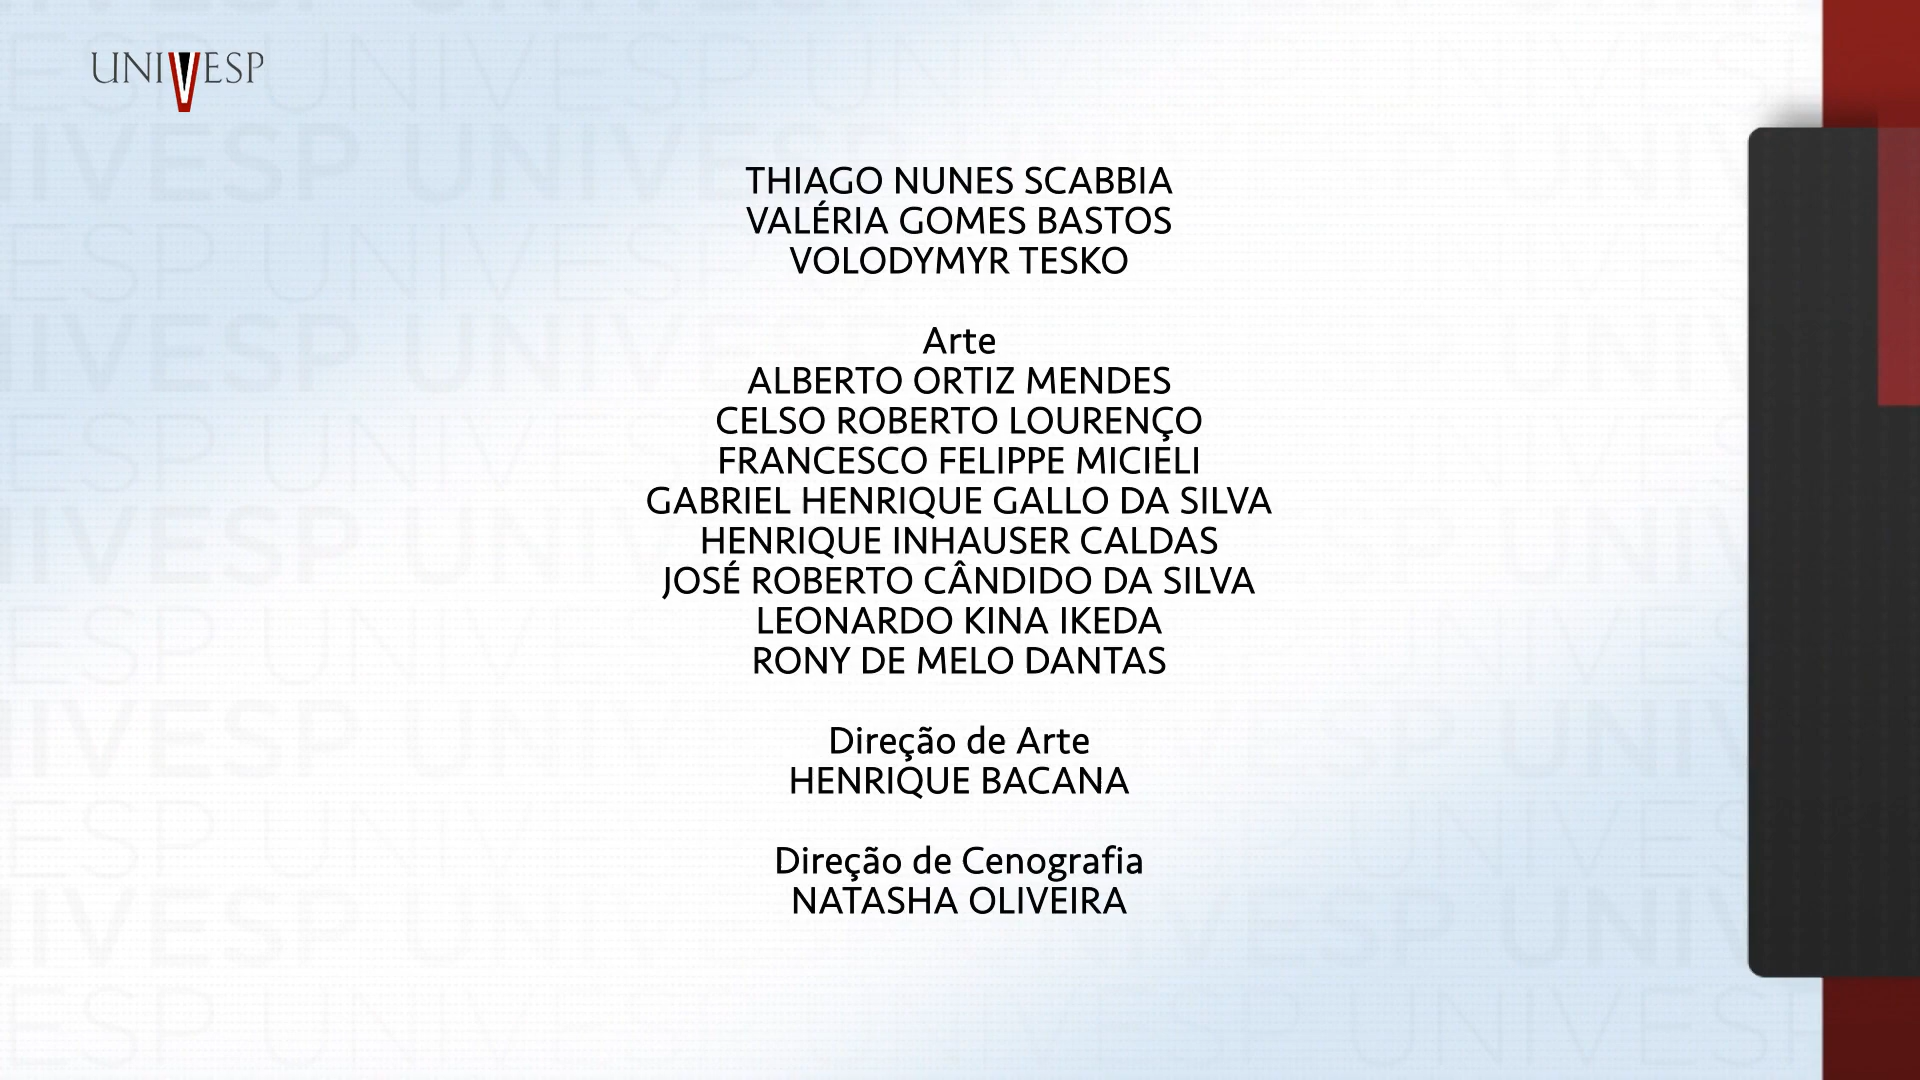 UNIVESP
THIAGO NUNES SCABBIA
VALÉRIA GOMES BASTOS
VOLODYMYR TESKO
Arte
ALBERTO ORTIZ MENDES
CELSO ROBERTO LOURENÇO
FRANCESCO FELIPPE MICIELI
GABRIEL HENRIQUE GALLO DA SILVA
HENRIQUE INHAUSER CALDAS
JOSÉ ROBERTO CÂNDIDO DA SILVA
LEONARDO KINA IKEDA
RONY DE MELO DANTAS
Direção de Arte
HENRIQUE BACANA
Direção de Cenografia
NATASHA OLIVEIRA